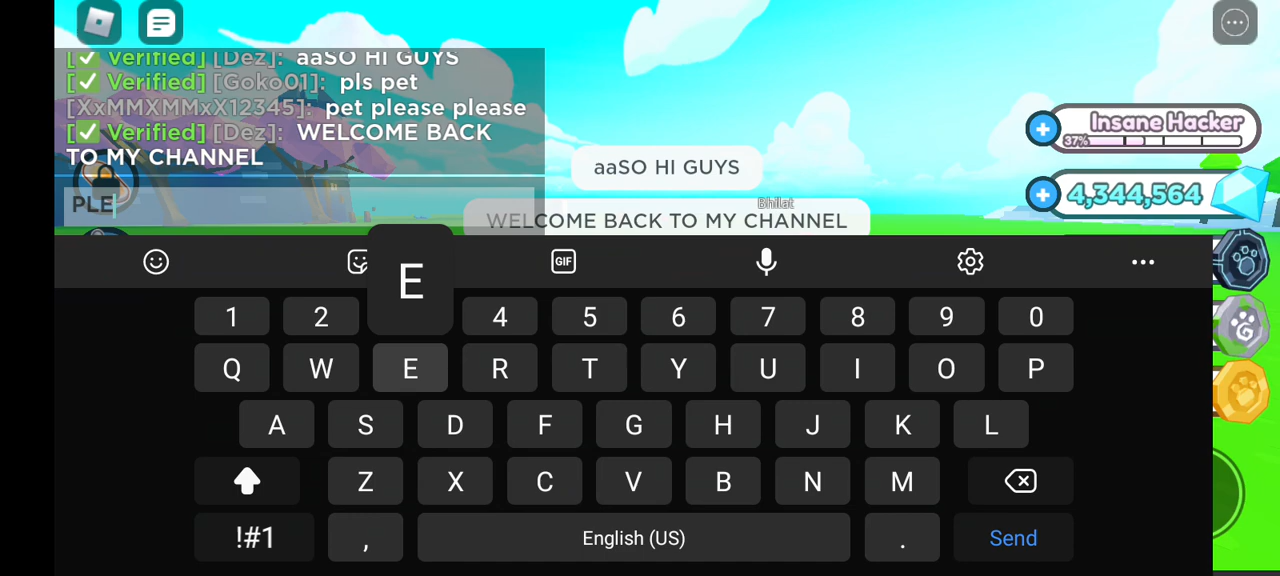 [✅ Verified] [Dez]: aaSO HI GUYS
[✅ Verified] [Goko01]: pls pet
[XxMMXMMxX12345]: pet please please
[✅ Verified] [Dez]: WELCOME BACK
TO MY CHANNEL
PLE
aaSO HI GUYS
Bhilat
WELCOME BACK TO MY CHANNEL
Insane Hacker
37%
4,344,564
GIF
E
1 2 4 5 6 7 8 9 0
Q W E R T Y U I O P
A S D F G H J K L
Z X C V B N M
!#1 , English (US) . Send
G